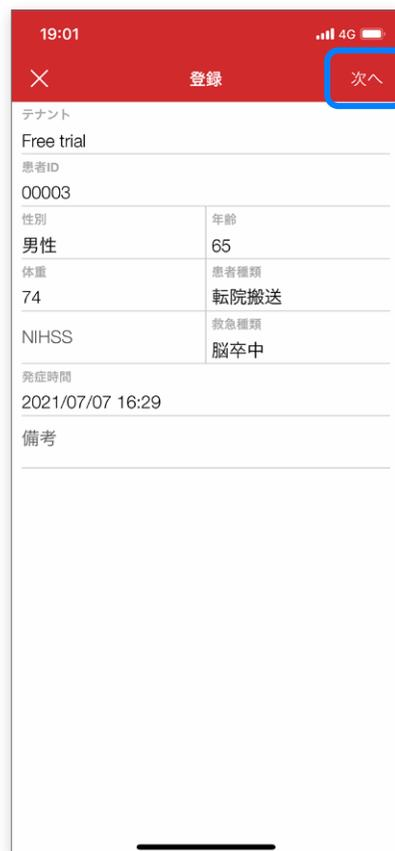 19:01 4G
登録 次へ
テナント
Free trial
患者ID
00003
性別 年齢
男性 65
体重 患者種類
74 転院搬送
NIHSS 救急種類
脳卒中
発症時間
2021/07/07 16:29
備考